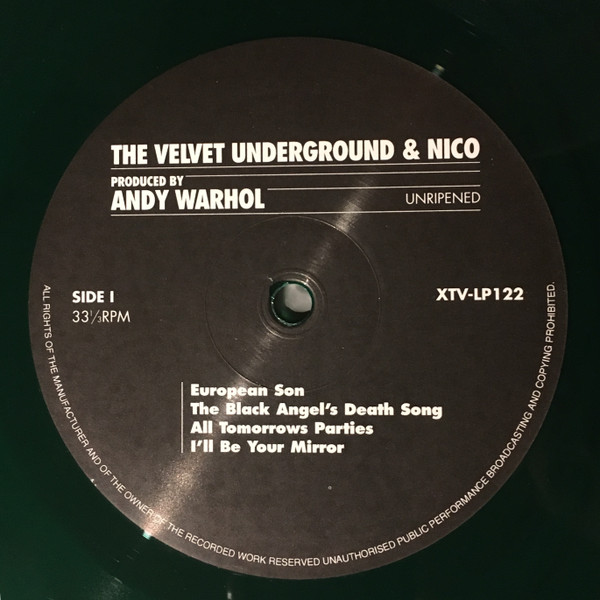 THE VELVET UNDERGROUND & NICO
PRODUCED BY
ANDY WARHOL
UNRIPENED
SIDE I
33⅓RPM
XTV-LP122
European Son
The Black Angel's Death Song
All Tomorrows Parties
I'll Be Your Mirror
ALL RIGHTS OF THE MANUFACTURER AND OF THE OWNER OF THE RECORDED WORK RESERVED UNAUTHORISED PUBLIC PERFORMANCE BROADCASTING AND COPYING PROHIBITED.